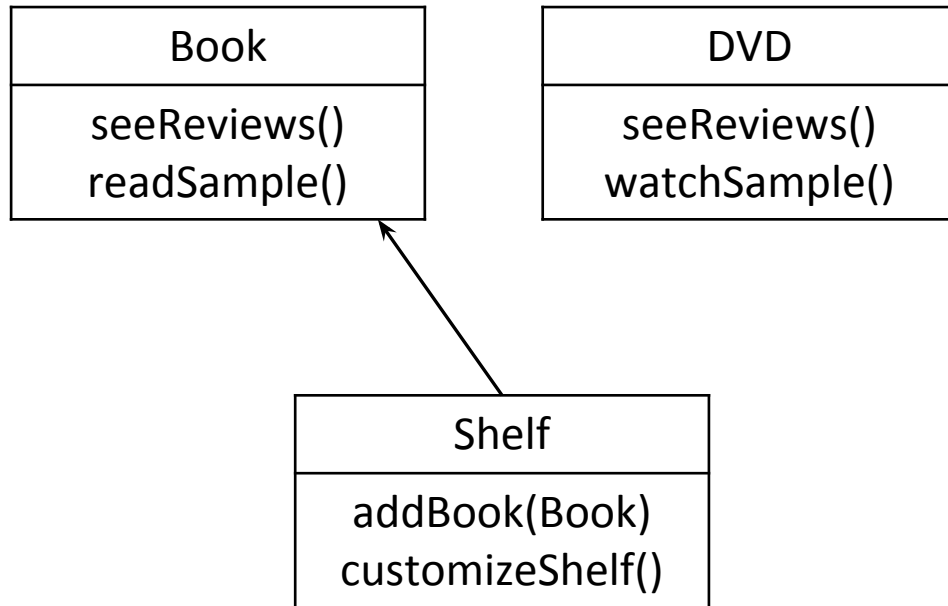 Book
seeReviews()
readSample()
DVD
seeReviews()
watchSample()
Shelf
addBook(Book)
customizeShelf()